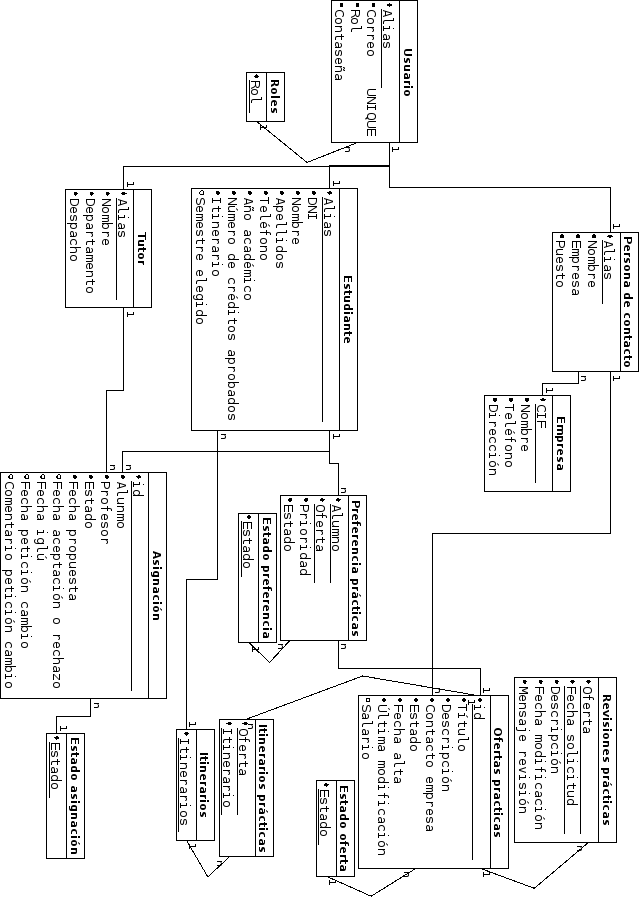 Usuario
Alias
Correo UNIQUE
Rol
Contaseña
1
n
Roles
Rol
1
1
Persona de contacto
Alias
Nombre
Empresa
Puesto
1
n
1
Empresa
CIF
Nombre
Teléfono
Dirección
1
Estudiante
Alias
DNI
Nombre
Apellidos
Teléfono
Año académico
Número de créditos aprobados
Itinerario
Semestre elegido
1
n
1
Tutor
Alias
Nombre
Departamento
Despacho
1
n
Preferencia prácticas
Alumno
Oferta
Prioridad
Estado
n
n
Estado preferencia
Estado
1
n
n
Asignación
id
Alunmo
Profesor
Estado
Fecha propuesta
Fecha aceptación o rechazo
Fecha iglú
Fecha petición cambio
Comentario petición cambio
n
1
Estado asignación
Estado
Revisiones prácticas
Oferta
Fecha solicitud
Descripción
Fecha modificación
Mensaje revisión
n
1
1
n
Ofertas practicas
id
Título
Descripción
Contacto empresa
Estado
Fecha alta
Última modificación
Salario
1
n
Estado oferta
Estado
1
n
Itinerarios prácticas
Oferta
Itinerario
n
1
Itinerarios
Itinerarios
1